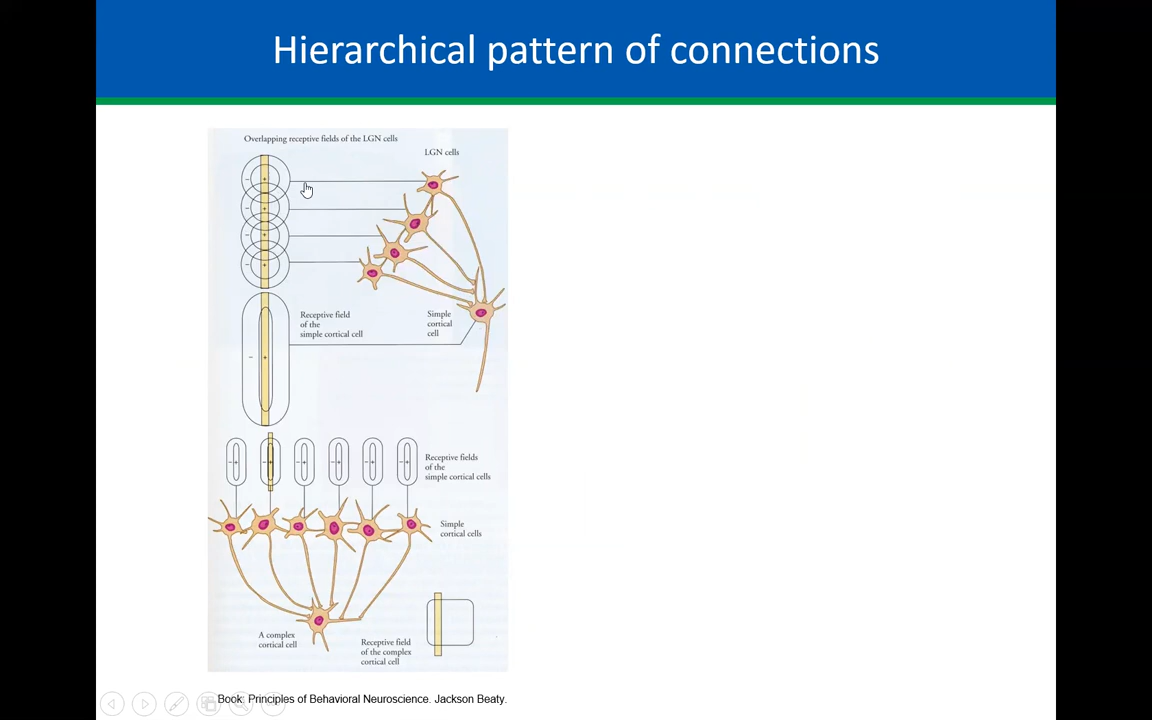 Hierarchical pattern of connections
Overlapping receptive fields of the LGN cells
LGN cells
Receptive field
of the
simple cortical cell
Simple
cortical
cell
Receptive fields
of the
simple cortical cells
Simple
cortical cells
A complex
cortical cell
Receptive field
of the complex
cortical cell
Book: Principles of Behavioral Neuroscience. Jackson Beaty.